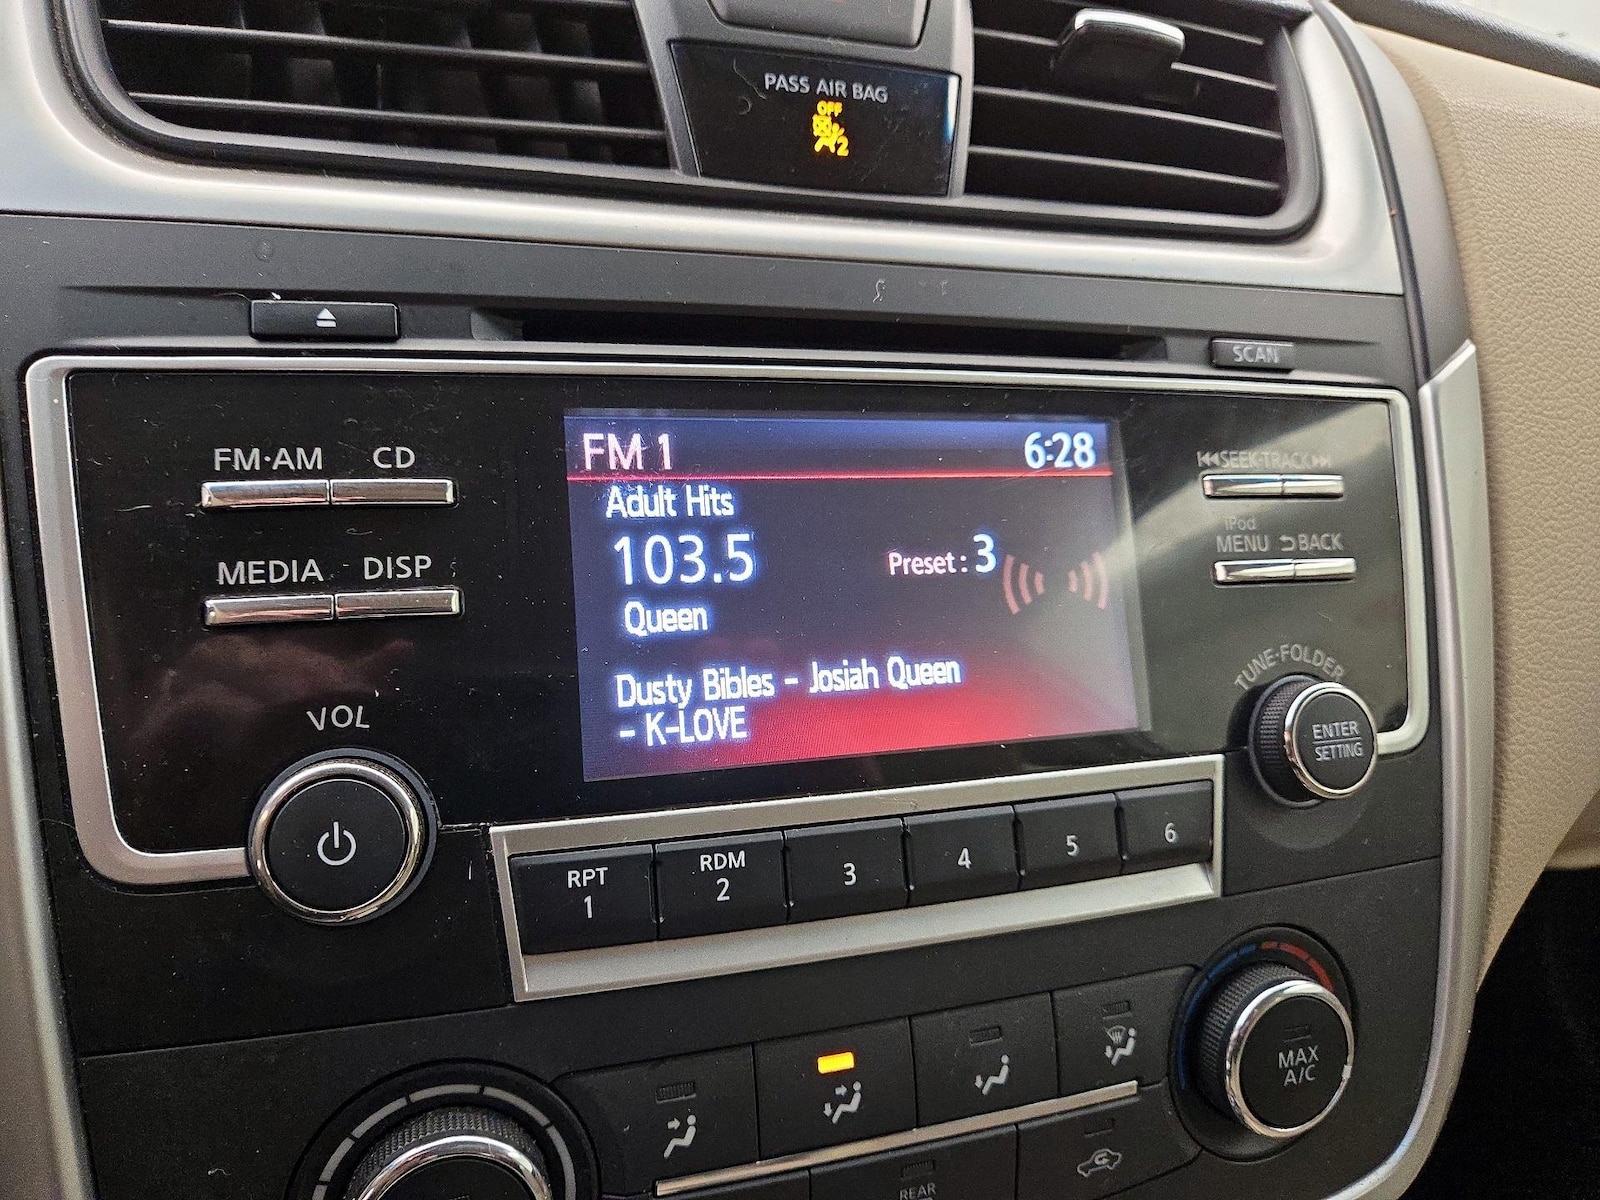 PASS AIR BAG
OFF
2
SCAN
FM·AM CD
MEDIA DISP
VOL
FM 1 6:28
Adult Hits
103.5 Preset : 3
Queen
Dusty Bibles - Josiah Queen
- K-LOVE
SEEK·TRACK
iPod
MENU BACK
TUNE·FOLDER
ENTER
SETTING
RPT
1
RDM
2
3
4
5
6
MAX
A/C
REAR